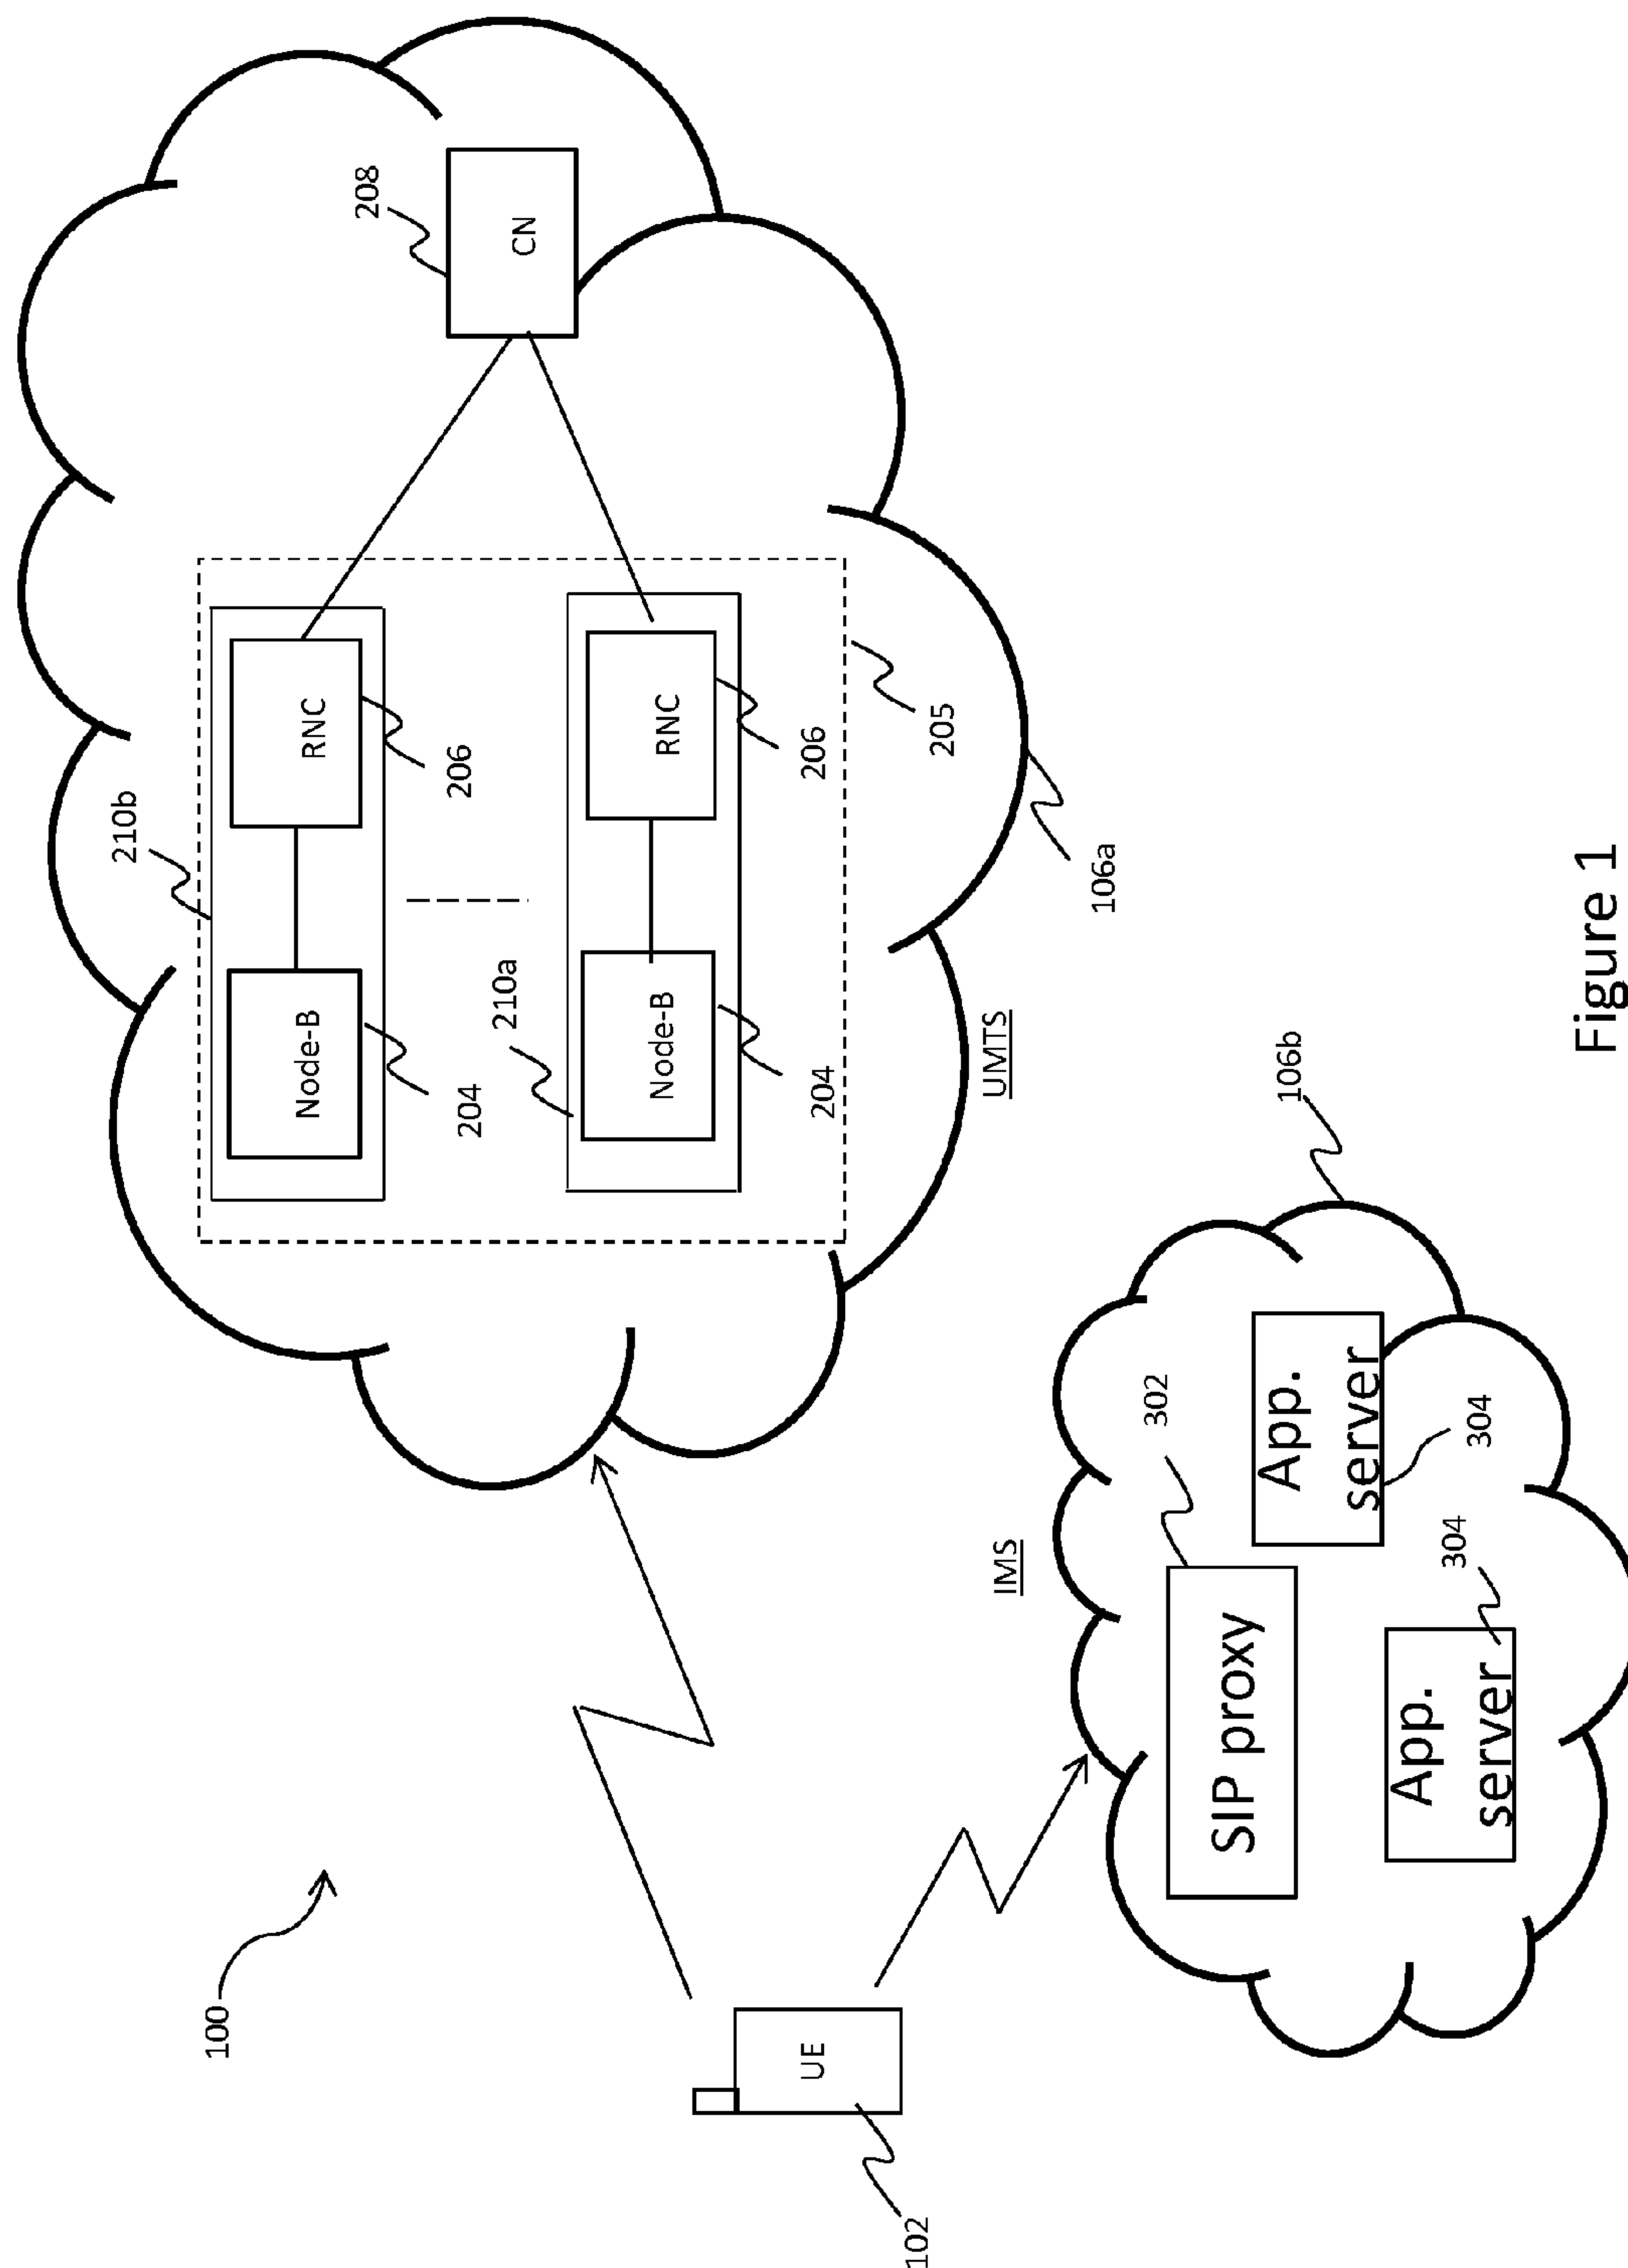 210b
100
Node-B
RNC
208
206
204
210a
CN
Node-B
RNC
UE
204
206
102
205
UMTS
IMS
106a
106b
302
SIP proxy
App.
server
304
304
App.
server
Figure 1